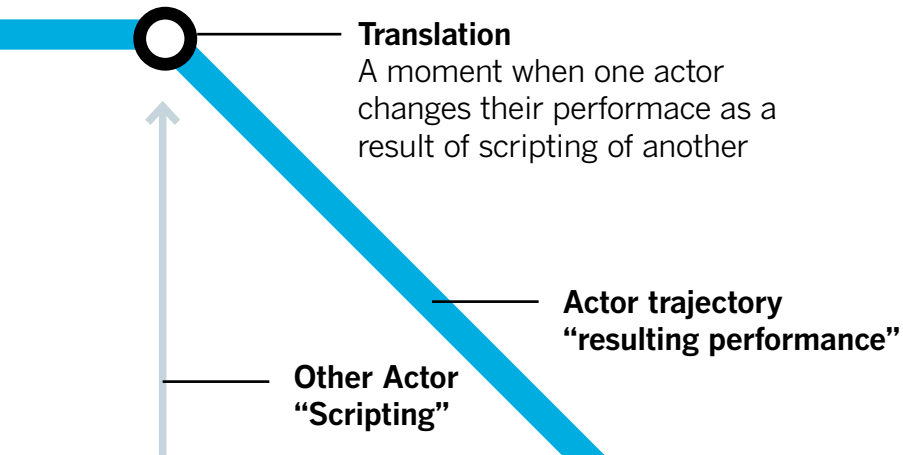 Translation
A moment when one actor
changes their performace as a
result of scripting of another
Actor trajectory
“resulting performance”
Other Actor
“Scripting”